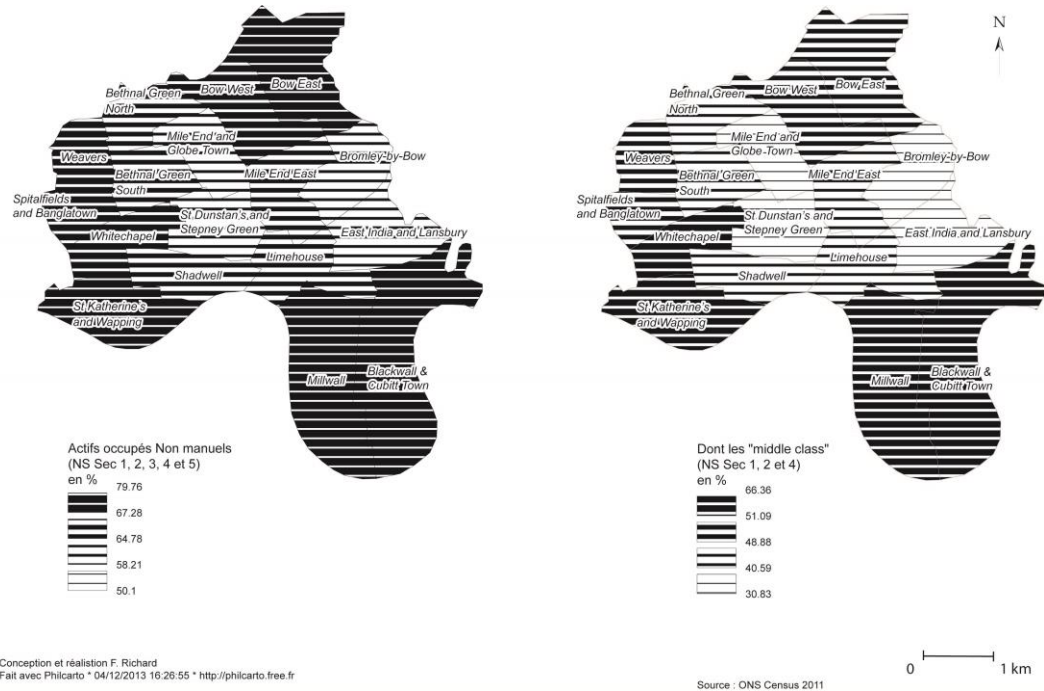 Bethnal Green
North
Bow West
Bow East
Mile End and
Globe Town
Bromley-by-Bow
Weavers
Bethnal Green
South
Mile End East
Spitalfields
and Banglatown
St Dunstan's and
Stepney Green
Whitechapel
East India and Lansbury
Limehouse
Shadwell
St Katherine's
and Wapping
Millwall
Blackwall &
Cubitt Town
Actifs occupés Non manuels
(NS Sec 1, 2, 3, 4 et 5)
en %
79.76
67.28
64.78
58.21
50.1
N
Bethnal Green
North
Bow West
Bow East
Mile End and
Globe Town
Bromley-by-Bow
Weavers
Bethnal Green
South
Mile End East
Spitalfields
and Banglatown
St Dunstan's and
Stepney Green
Whitechapel
East India and Lansbury
Limehouse
Shadwell
St Katherine's
and Wapping
Millwall
Blackwall &
Cubitt Town
Dont les "middle class"
(NS Sec 1, 2 et 4)
en %
66.36
51.09
48.88
40.59
30.83
Conception et réalistion F. Richard
Fait avec Philcarto * 04/12/2013 16:26:55 * http://philcarto.free.fr
0 1 km
Source : ONS Census 2011